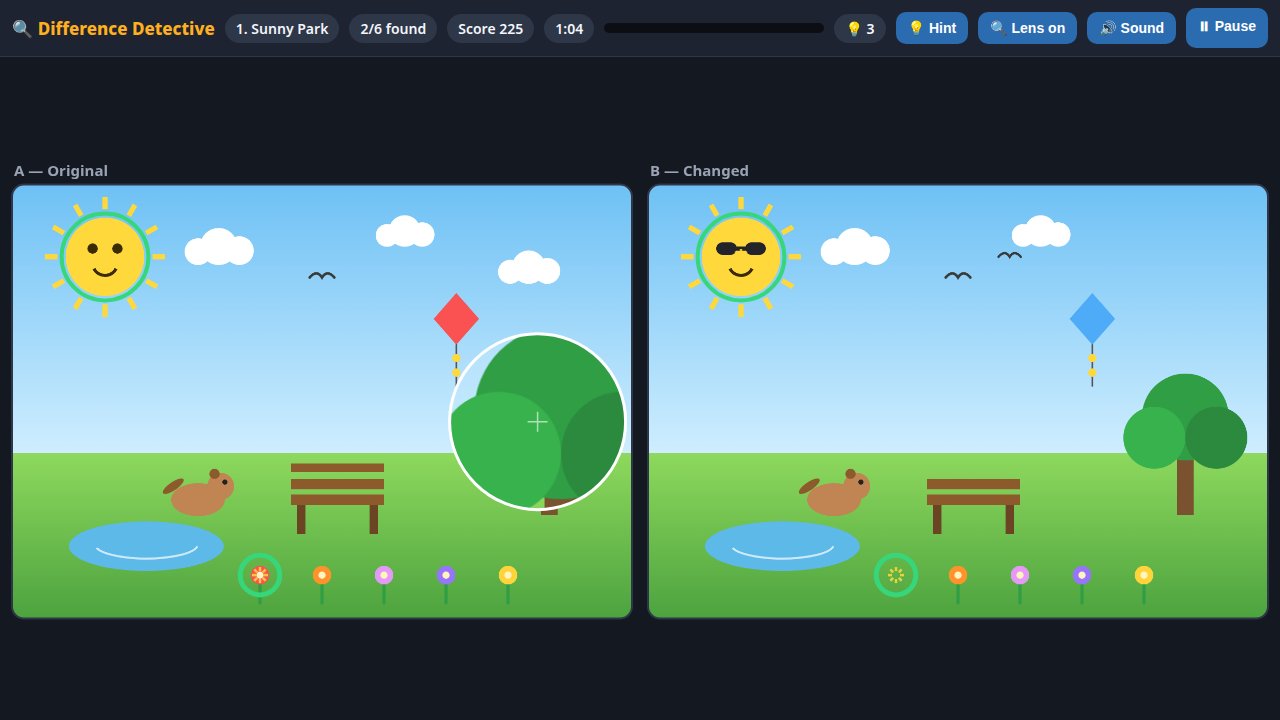 🔍 Difference Detective 1. Sunny Park 2/6 found Score 225 1:04 💡 3 💡 Hint 🔍 Lens on 🔊 Sound ⏸ Pause
A — Original
B — Changed